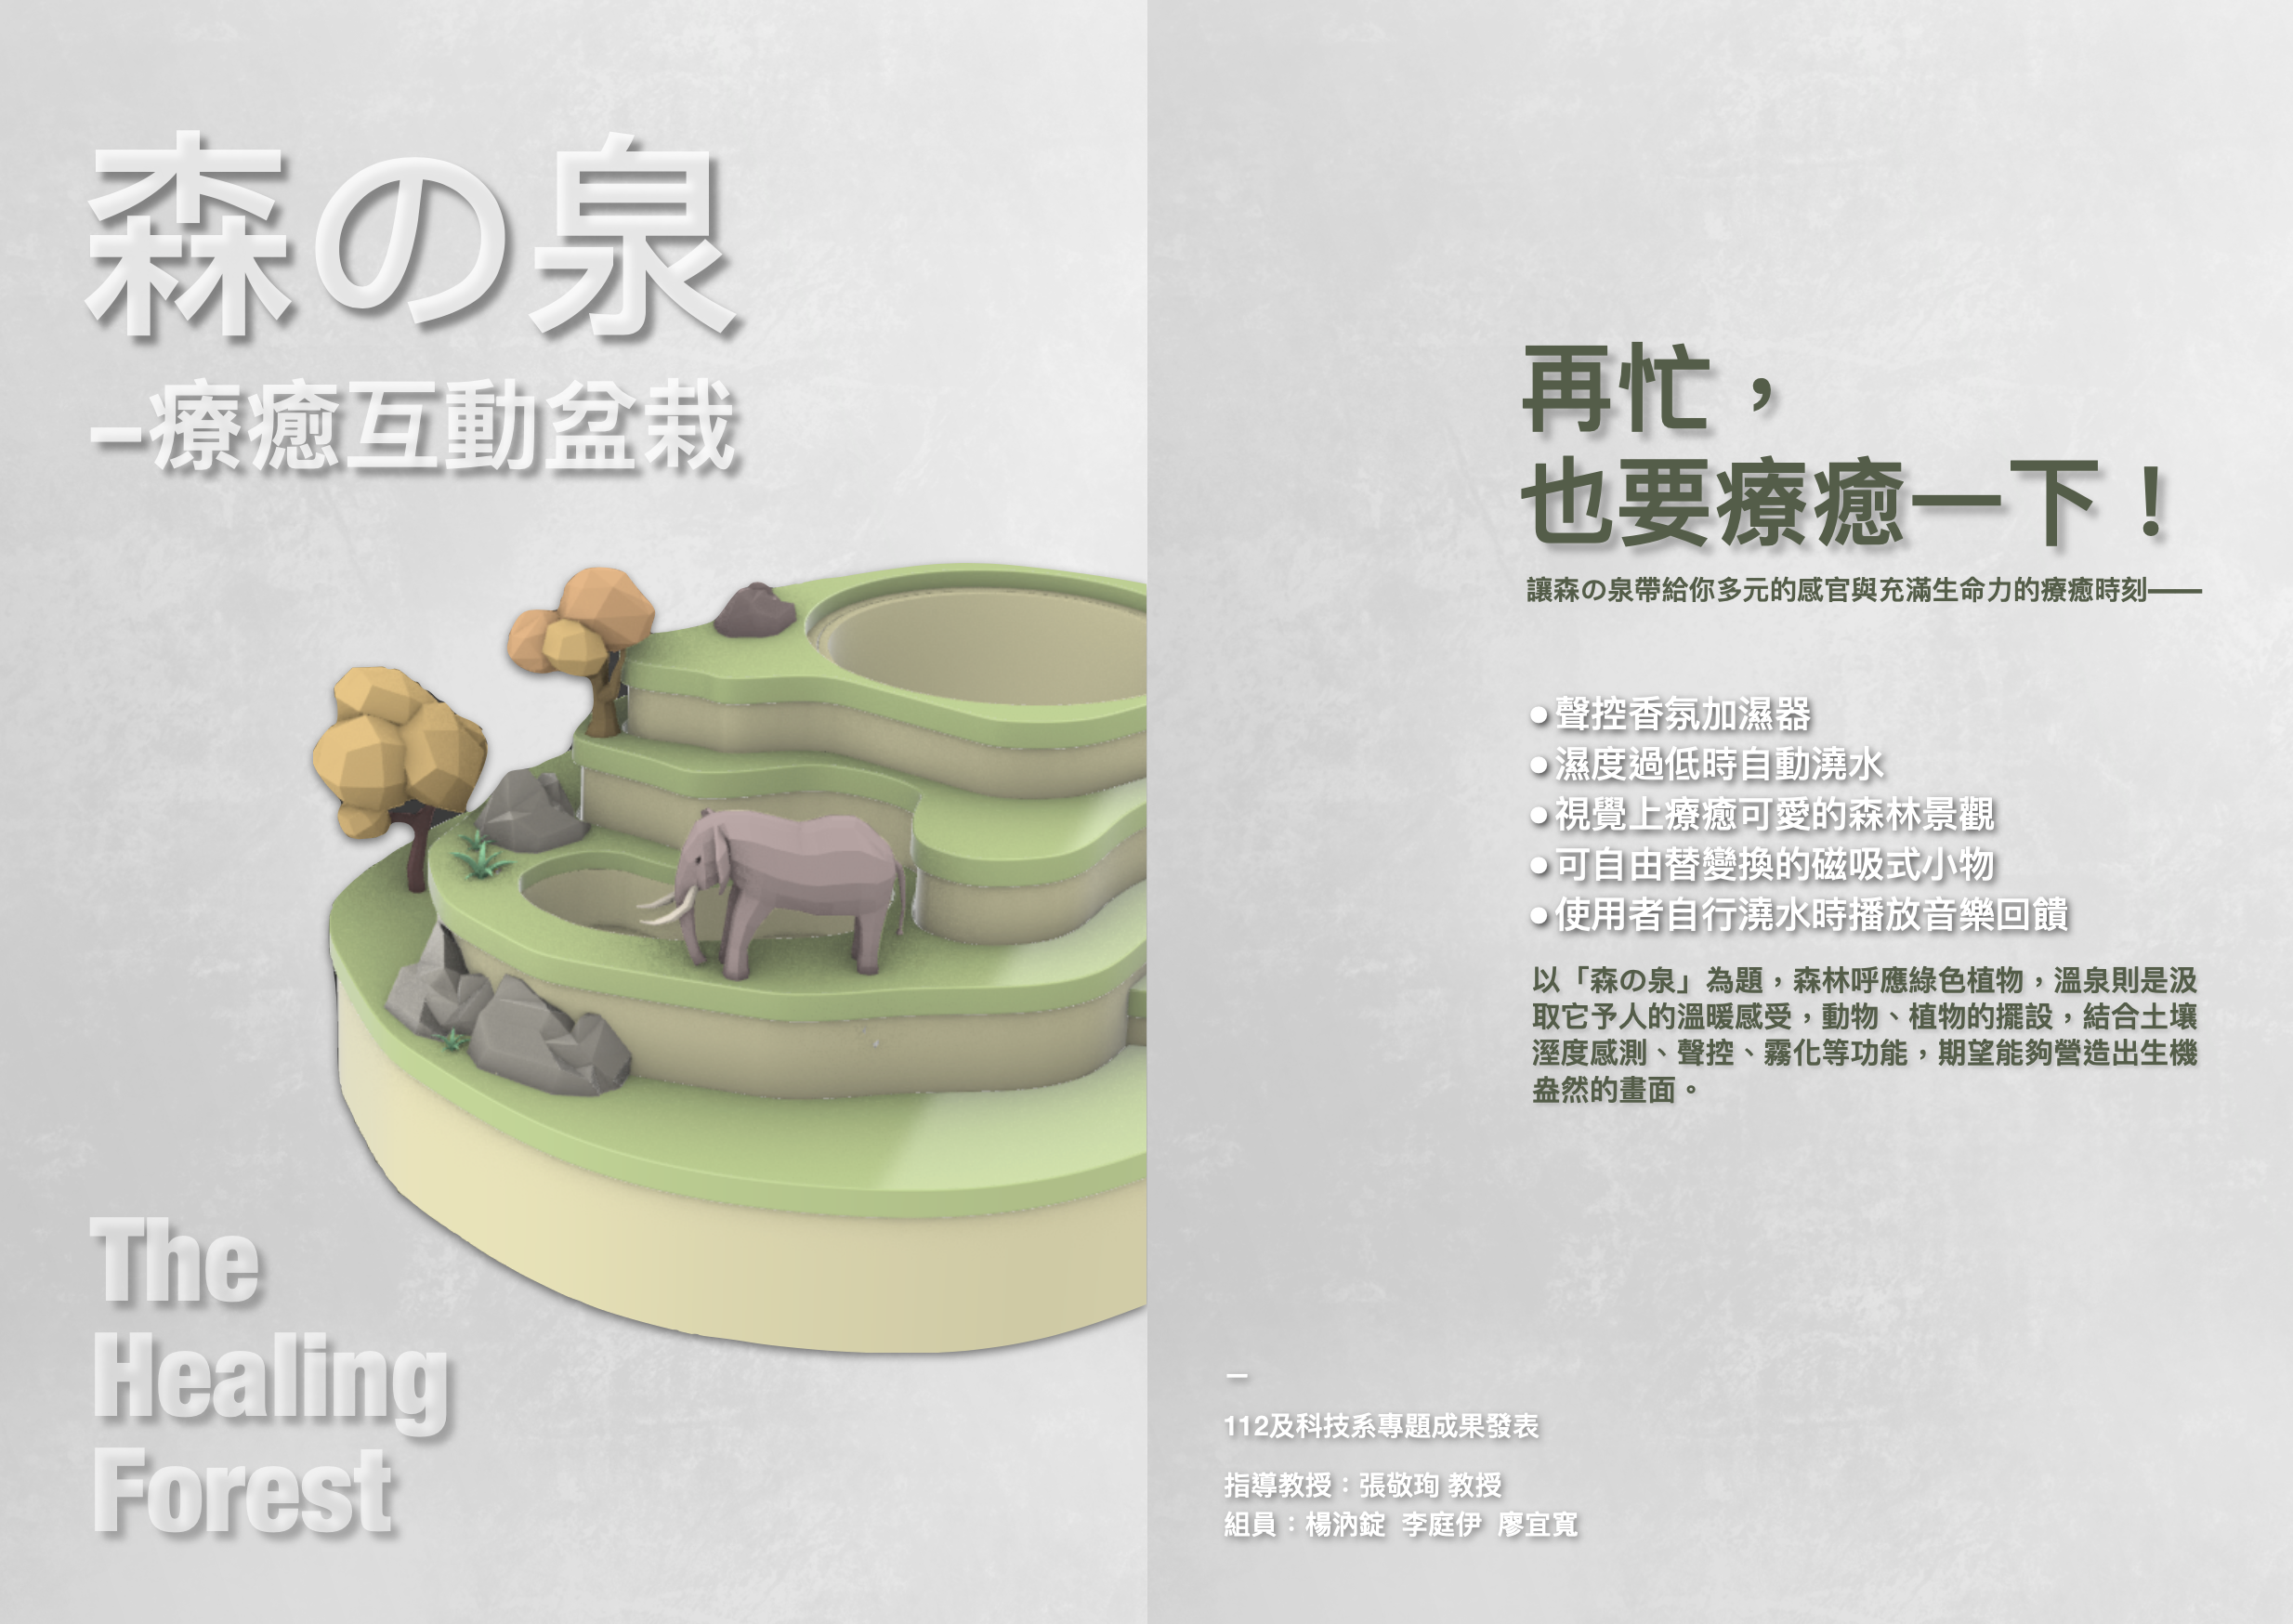 森の泉
–療癒互動盆栽
The
Healing
Forest
再忙，
也要療癒一下！
讓森の泉帶給你多元的感官與充滿生命力的療癒時刻——
●聲控香氛加濕器
●濕度過低時自動澆水
●視覺上療癒可愛的森林景觀
●可自由替變換的磁吸式小物
●使用者自行澆水時播放音樂回饋
以「森の泉」為題，森林呼應綠色植物，溫泉則是汲
取它予人的溫暖感受，動物、植物的擺設，結合土壤
溼度感測、聲控、霧化等功能，期望能夠營造出生機
盎然的畫面。
–
112及科技系專題成果發表
指導教授：張敬珣 教授
組員：楊汭錠 李庭伊 廖宜寬